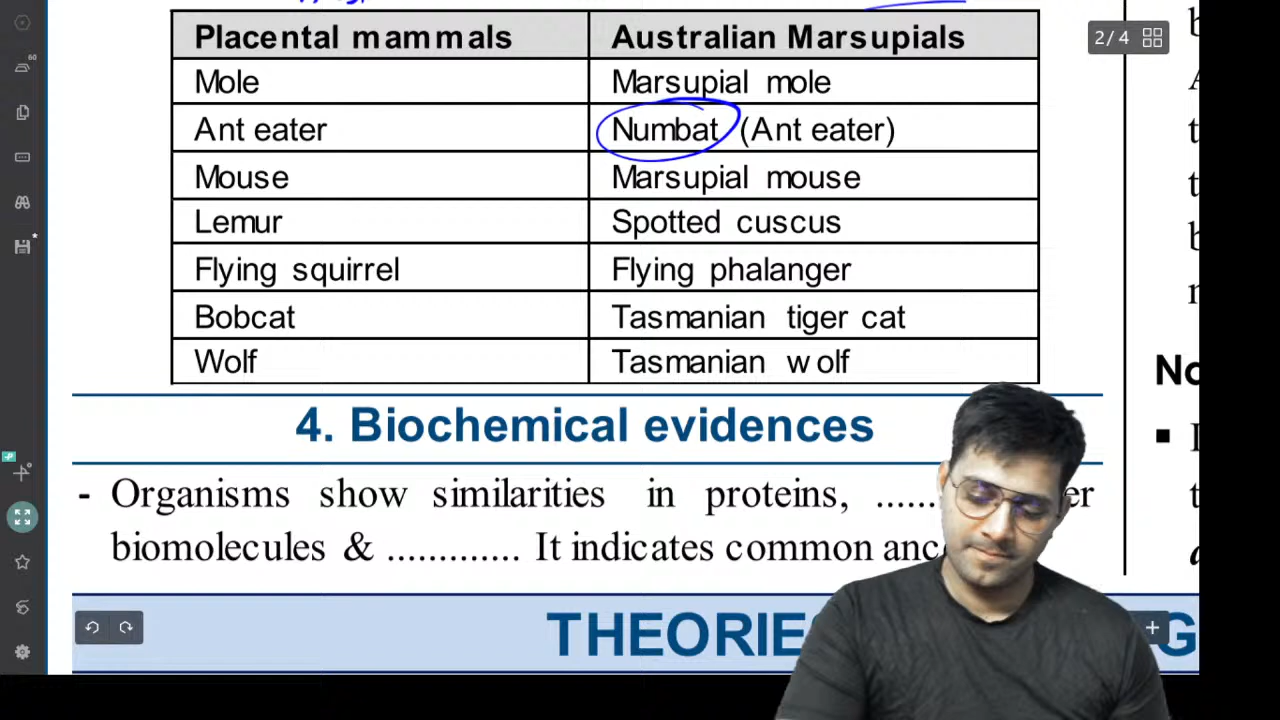 2/4
Placental mammals Australian Marsupials
Mole Marsupial mole
Ant eater Numbat (Ant eater)
Mouse Marsupial mouse
Lemur Spotted cuscus
Flying squirrel Flying phalanger
Bobcat Tasmanian tiger cat
Wolf Tasmanian wolf
4. Biochemical evidences
- Organisms show similarities in proteins, ......
biomolecules & ............. It indicates common
THEORIE
60